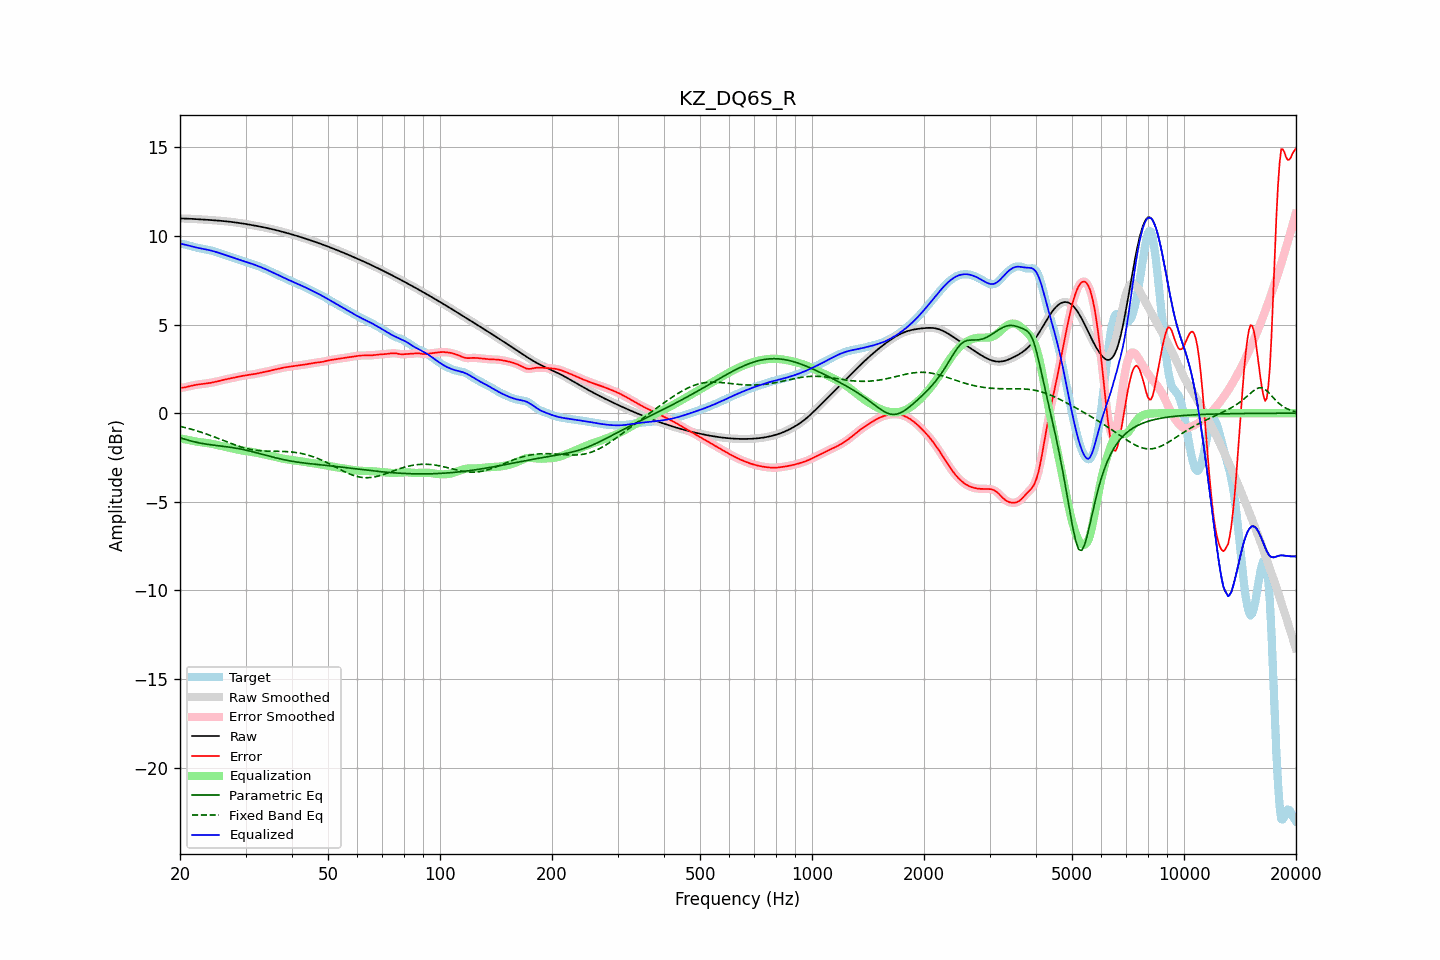 KZ_DQ6S_R
15
10
5
0
−5
−10
−15
−20
Amplitude (dBr)
Target
Raw Smoothed
Error Smoothed
Raw
Error
Equalization
Parametric Eq
Fixed Band Eq
Equalized
20 50 100 200 500 1000 2000 5000 10000 20000
Frequency (Hz)